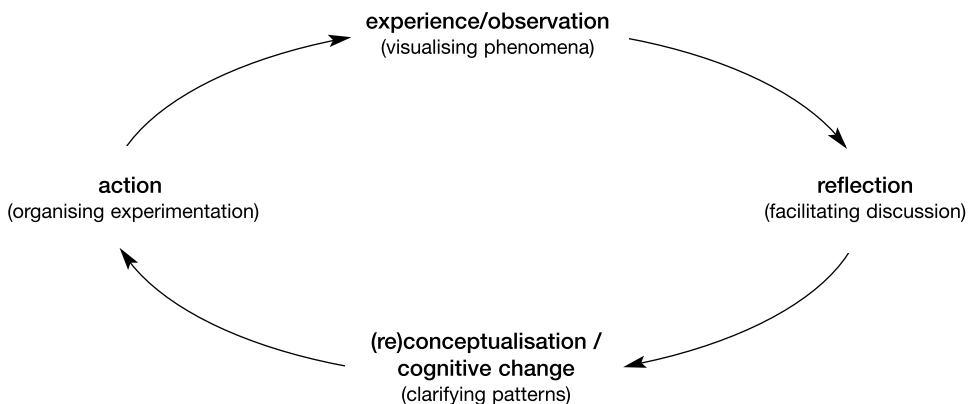 experience/observation
(visualising phenomena)
action
(organising experimentation)
reflection
(facilitating discussion)
(re)conceptualisation /
cognitive change
(clarifying patterns)